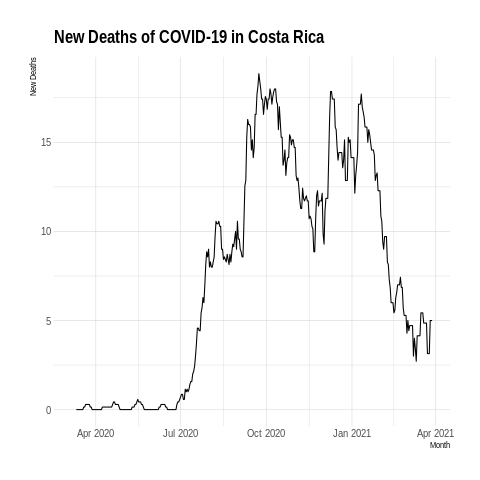 New Deaths of COVID-19 in Costa Rica
New Deaths
15
10
5
0
Apr 2020 Jul 2020 Oct 2020 Jan 2021 Apr 2021
Month